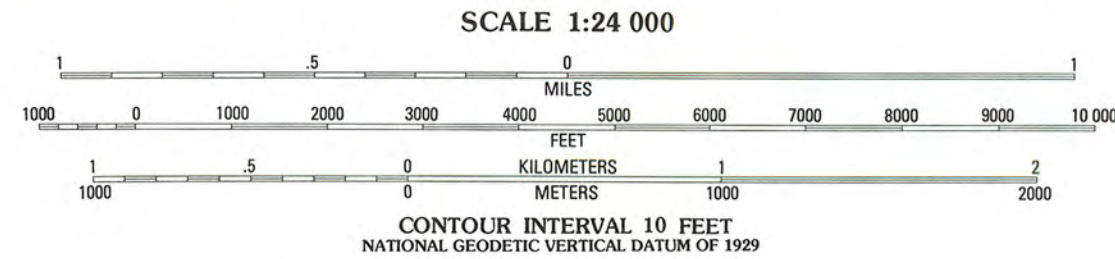 SCALE 1:24 000
1 .5 0 1
MILES
1000 0 1000 2000 3000 4000 5000 6000 7000 8000 9000 10 000
FEET
1 .5 0 KILOMETERS 1 2
1000 0 METERS 1000 2000
CONTOUR INTERVAL 10 FEET
NATIONAL GEODETIC VERTICAL DATUM OF 1929